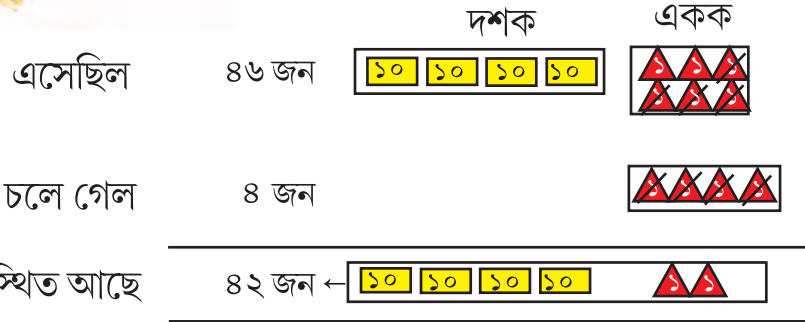 দশক একক
এসেছিল ৪৬ জন ১০ ১০ ১০ ১০ ১ ১ ১
১ ১ ১
চলে গেল ৪ জন ১ ১ ১ ১
স্থিত আছে ৪২ জন ← ১০ ১০ ১০ ১০ ১ ১